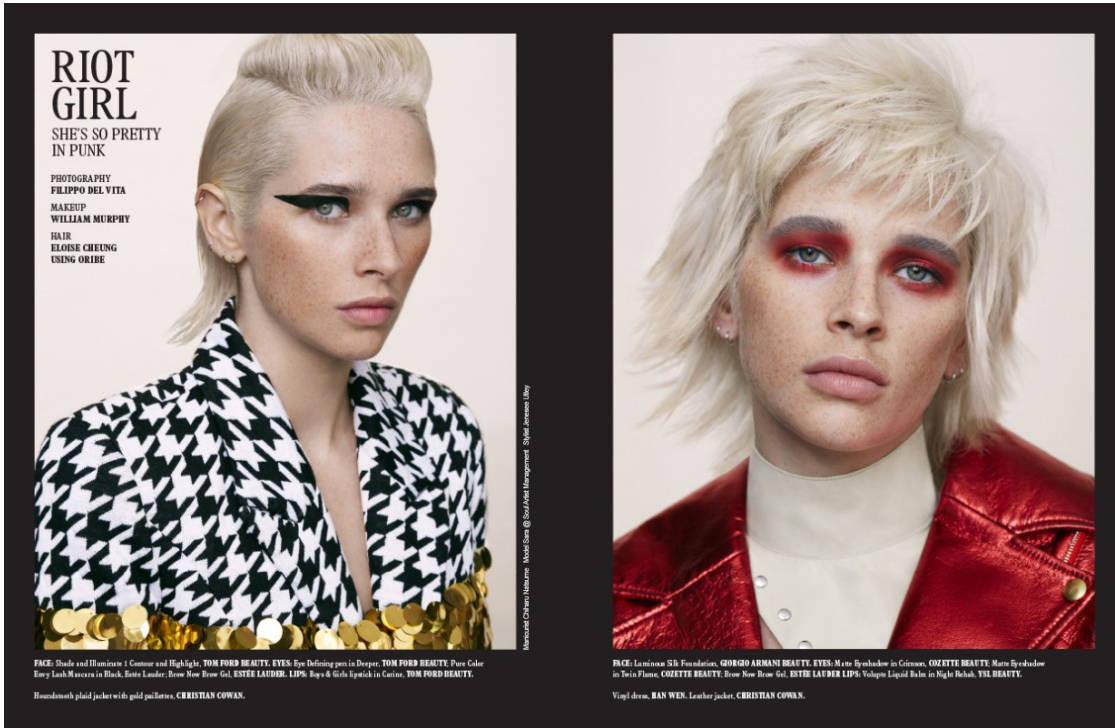 RIOT
GIRL
SHE'S SO PRETTY
IN PUNK
PHOTOGRAPHY
FILIPPO DEL VITA
MAKEUP
WILLIAM MURPHY
HAIR
ELOISE CHEUNG
USING ORIBE
Manicurist Chiharu Natsume Model Sara @ Soul Artist Management Stylist Jenesee Utley
FACE: Shade and Illuminate 1 Contour and Highlight, TOM FORD BEAUTY. EYES: Eye Defining pen in Deeper, TOM FORD BEAUTY; Pure Color
Envy Lash Mascara in Black, Estée Lauder; Brow Now Brow Gel, ESTÉE LAUDER. LIPS: Boys & Girls lipstick in Carine, TOM FORD BEAUTY.
Houndstooth plaid jacket with gold paillettes, CHRISTIAN COWAN.
FACE: Luminous Silk Foundation, GIORGIO ARMANI BEAUTY. EYES: Matte Eyeshadow in Crimson, COZETTE BEAUTY; Matte Eyeshadow
in Twin Flame, COZETTE BEAUTY; Brow Now Brow Gel, ESTÉE LAUDER LIPS: Volupte Liquid Balm in Night Rehab, YSL BEAUTY.
Vinyl dress, HAN WEN. Leather jacket, CHRISTIAN COWAN.